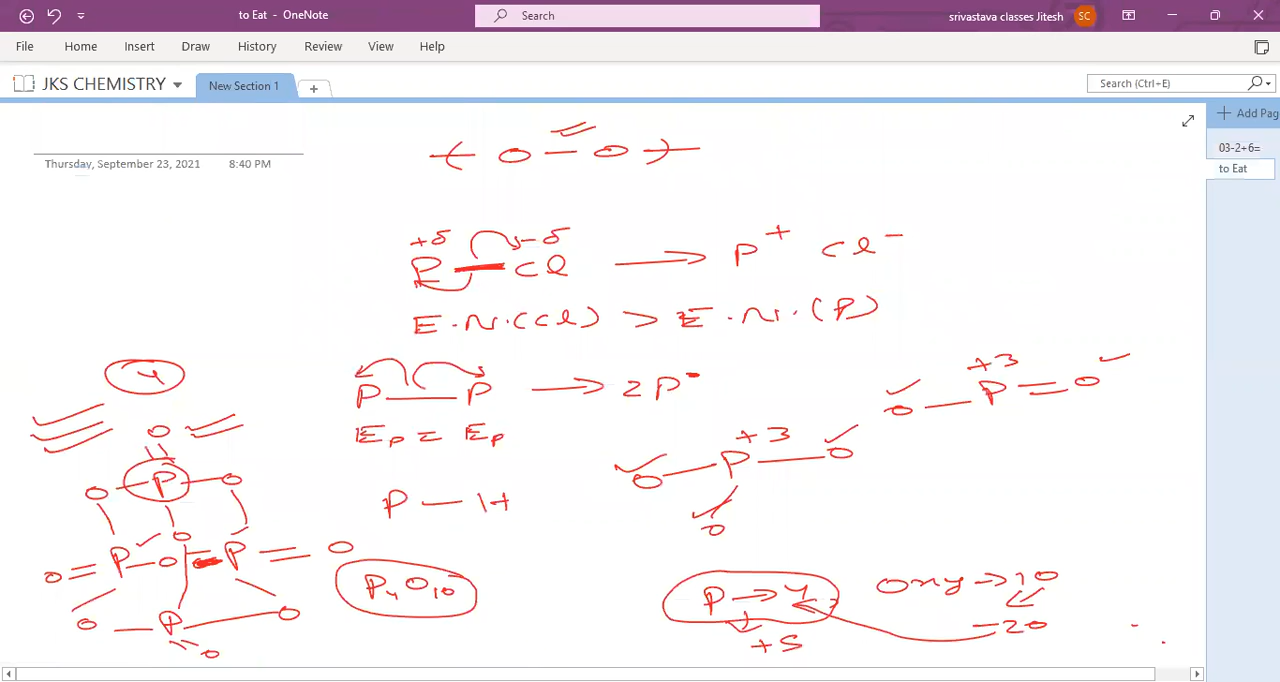 to Eat - OneNote
Search
srivastava classes Jitesh
SC
File Home Insert Draw History Review View Help
JKS CHEMISTRY
New Section 1
+
Search (Ctrl+E)
Add Pag
03-2+6=
to Eat
Thursday, September 23, 2021 8:40 PM
( O — O )
+δ -δ
P — Cl → P+ Cl-
E.N.(Cl) > E.N.(P)
4
P — P → 2P
Ep = Ep
+3
O — P = O
+3
O — P — O
O
P — H
O
O — P — O
O
O = P — O — P = O
O — P — O
O
P4O10
P → 4
+5
Oxy → 10
-20